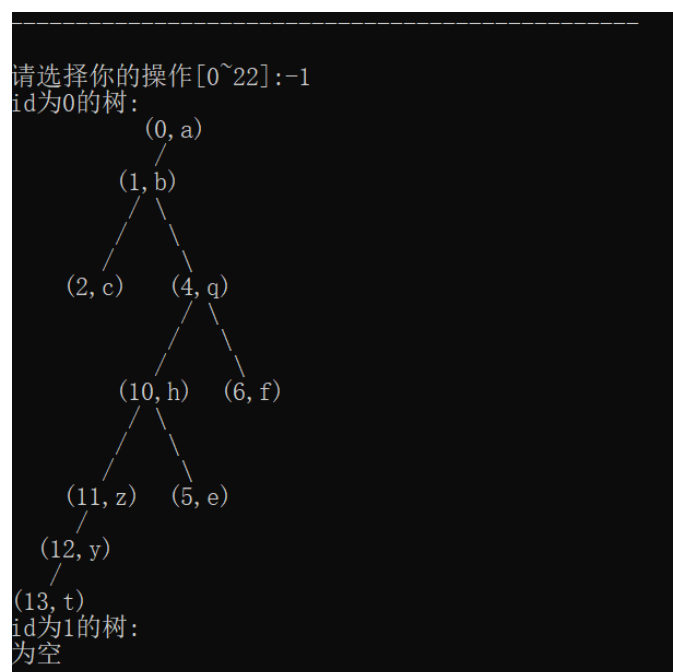 ------------------------------------------------
请选择你的操作[0~22]:-1
id为0的树:
(0,a)
/
(1,b)
/ \
/ \
/ \
(2,c) (4,q)
/ \
/ \
/ \
(10,h) (6,f)
/ \
/ \
/ \
(11,z) (5,e)
/
(12,y)
/
(13,t)
id为1的树:
为空